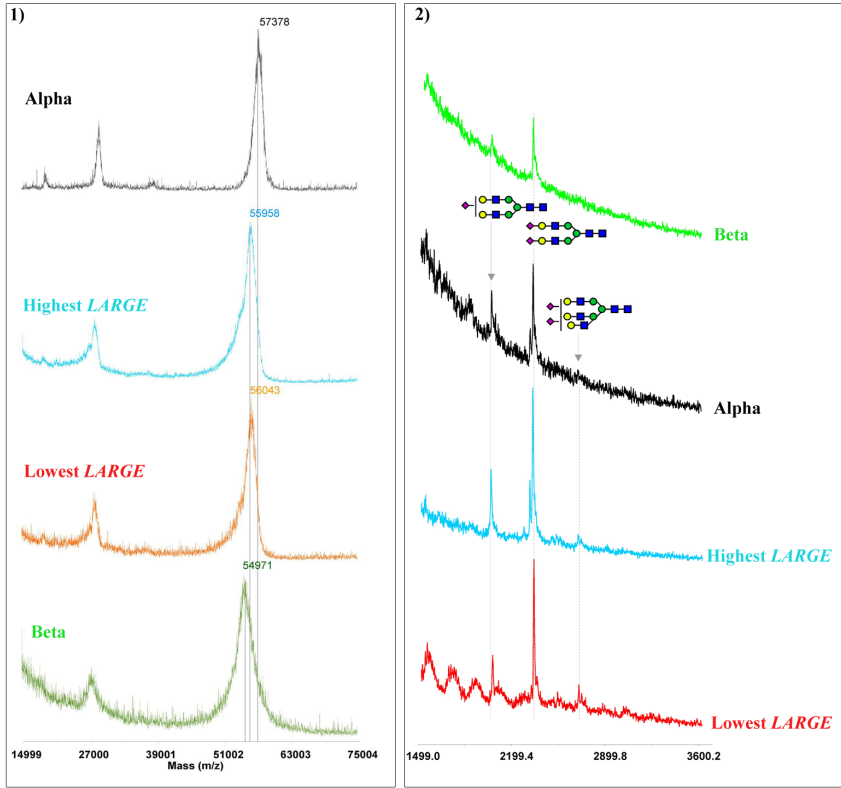 1)
57378
Alpha
55958
Highest LARGE
56043
Lowest LARGE
54971
Beta
14999 27000 39001 51002 63003 75004
Mass (m/z)
2)
Beta
Alpha
Highest LARGE
Lowest LARGE
1499.0 2199.4 2899.8 3600.2